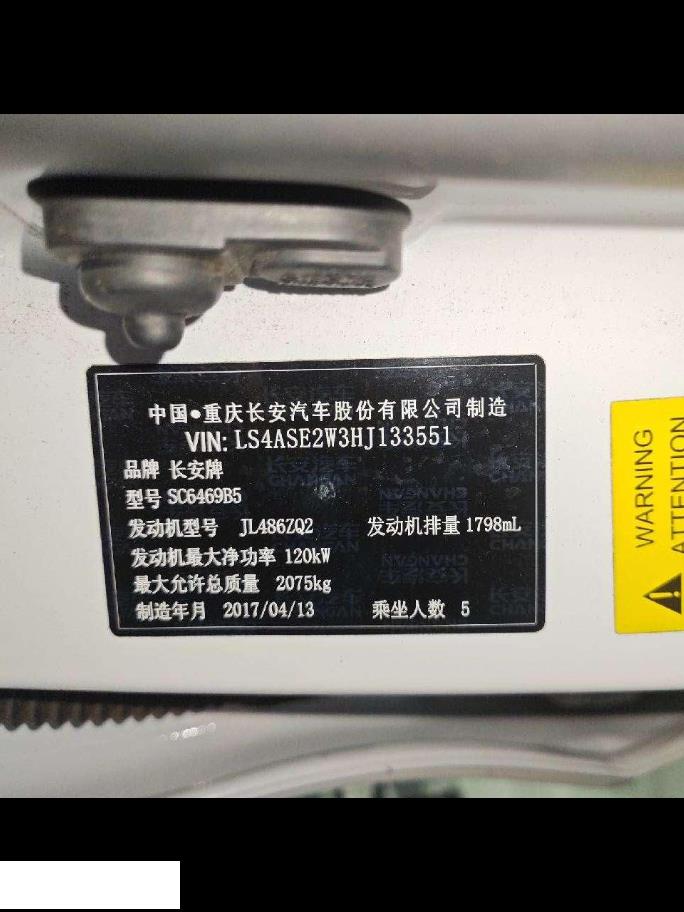 中国•重庆长安汽车股份有限公司制造
VIN: LS4ASE2W3HJ133551
品牌 长安牌
型号 SC6469B5
发动机型号 JL486ZQ2 发动机排量 1798mL
发动机最大净功率 120kW
最大允许总质量 2075kg
制造年月 2017/04/13 乘坐人数 5
WARNING
ATTENTION